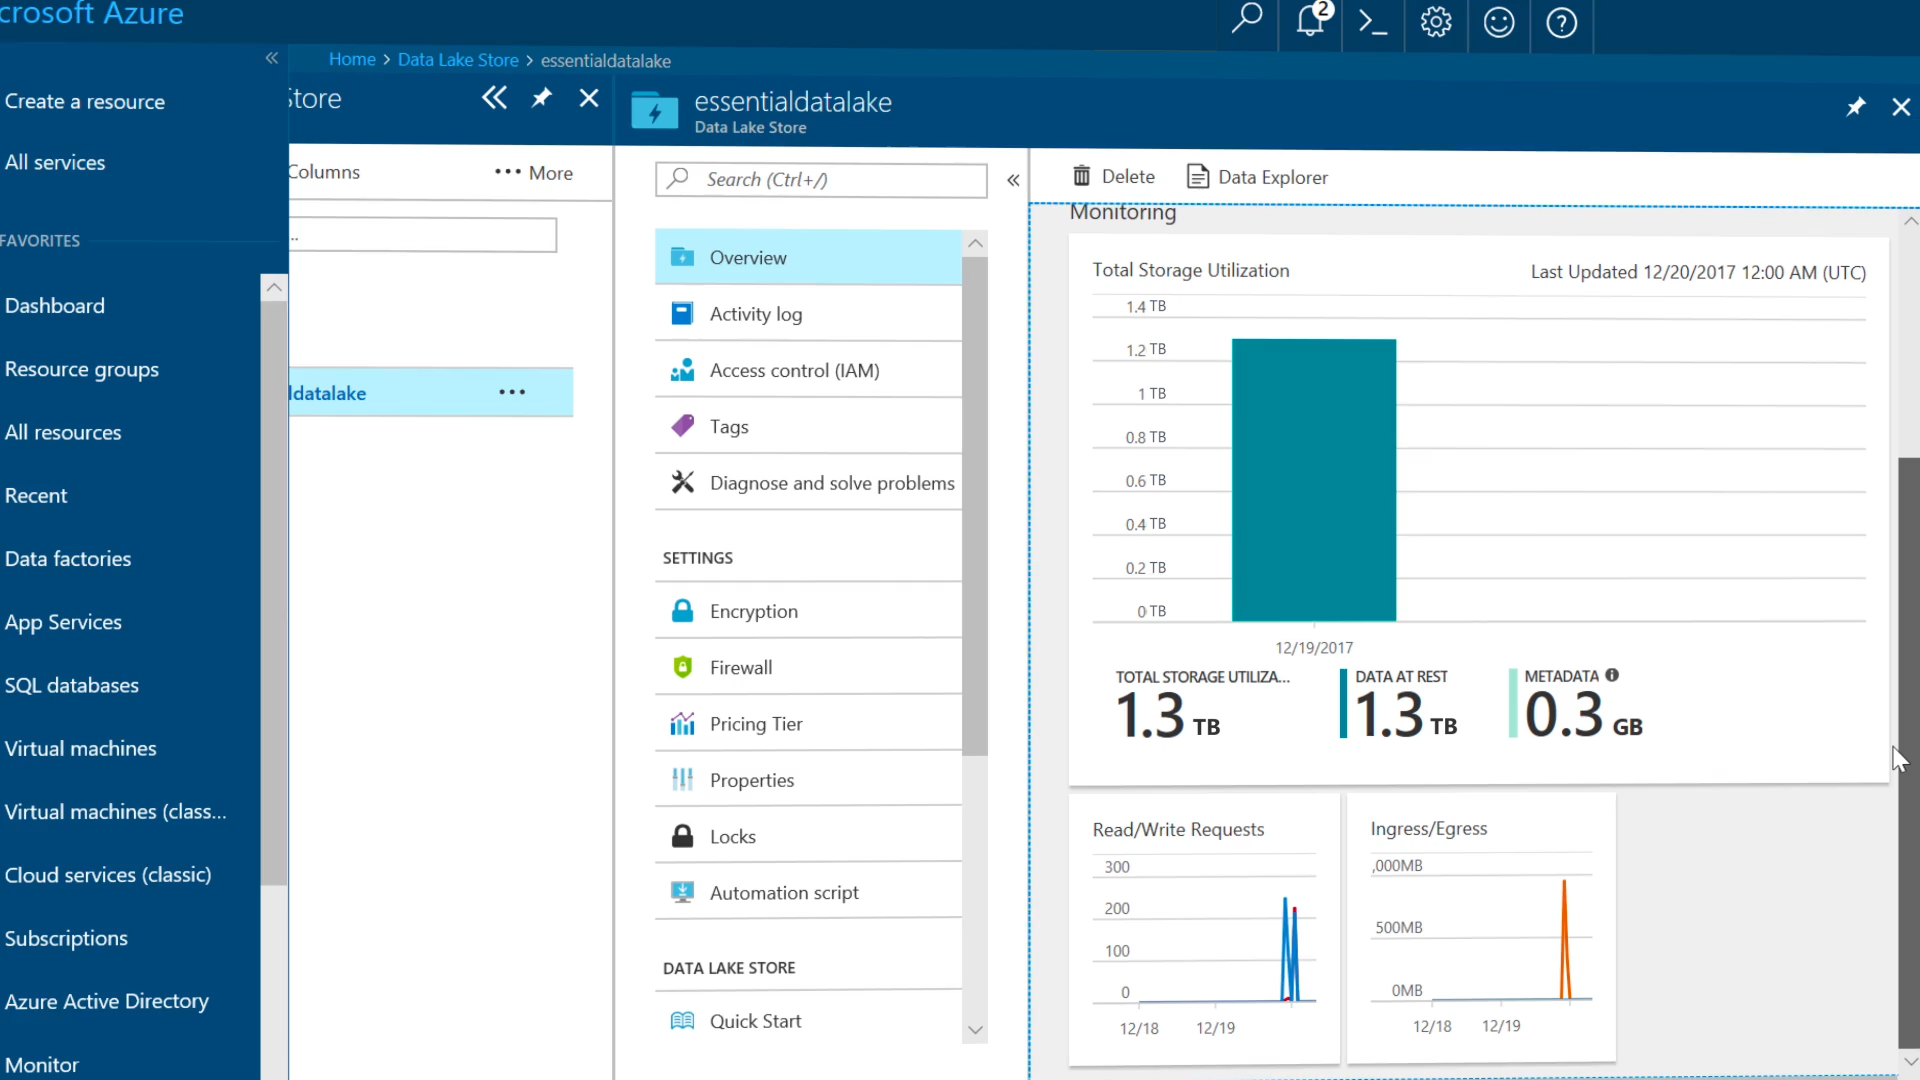 crosoft Azure
2
Create a resource
All services
FAVORITES
Dashboard
Resource groups
All resources
Recent
Data factories
App Services
SQL databases
Virtual machines
Virtual machines (class...
Cloud services (classic)
Subscriptions
Azure Active Directory
Monitor
Home > Data Lake Store > essentialdatalake
Store
Columns
••• More
..
ldatalake
•••
essentialdatalake
Data Lake Store
Search (Ctrl+/)
Overview
Activity log
Access control (IAM)
Tags
Diagnose and solve problems
SETTINGS
Encryption
Firewall
Pricing Tier
Properties
Locks
Automation script
DATA LAKE STORE
Quick Start
Delete
Data Explorer
Monitoring
Total Storage Utilization
Last Updated 12/20/2017 12:00 AM (UTC)
1.4 TB
1.2 TB
1 TB
0.8 TB
0.6 TB
0.4 TB
0.2 TB
0 TB
12/19/2017
TOTAL STORAGE UTILIZA...
1.3 TB
DATA AT REST
1.3 TB
METADATA
0.3 GB
Read/Write Requests
300
200
100
0
12/18 12/19
Ingress/Egress
,000MB
500MB
0MB
12/18 12/19